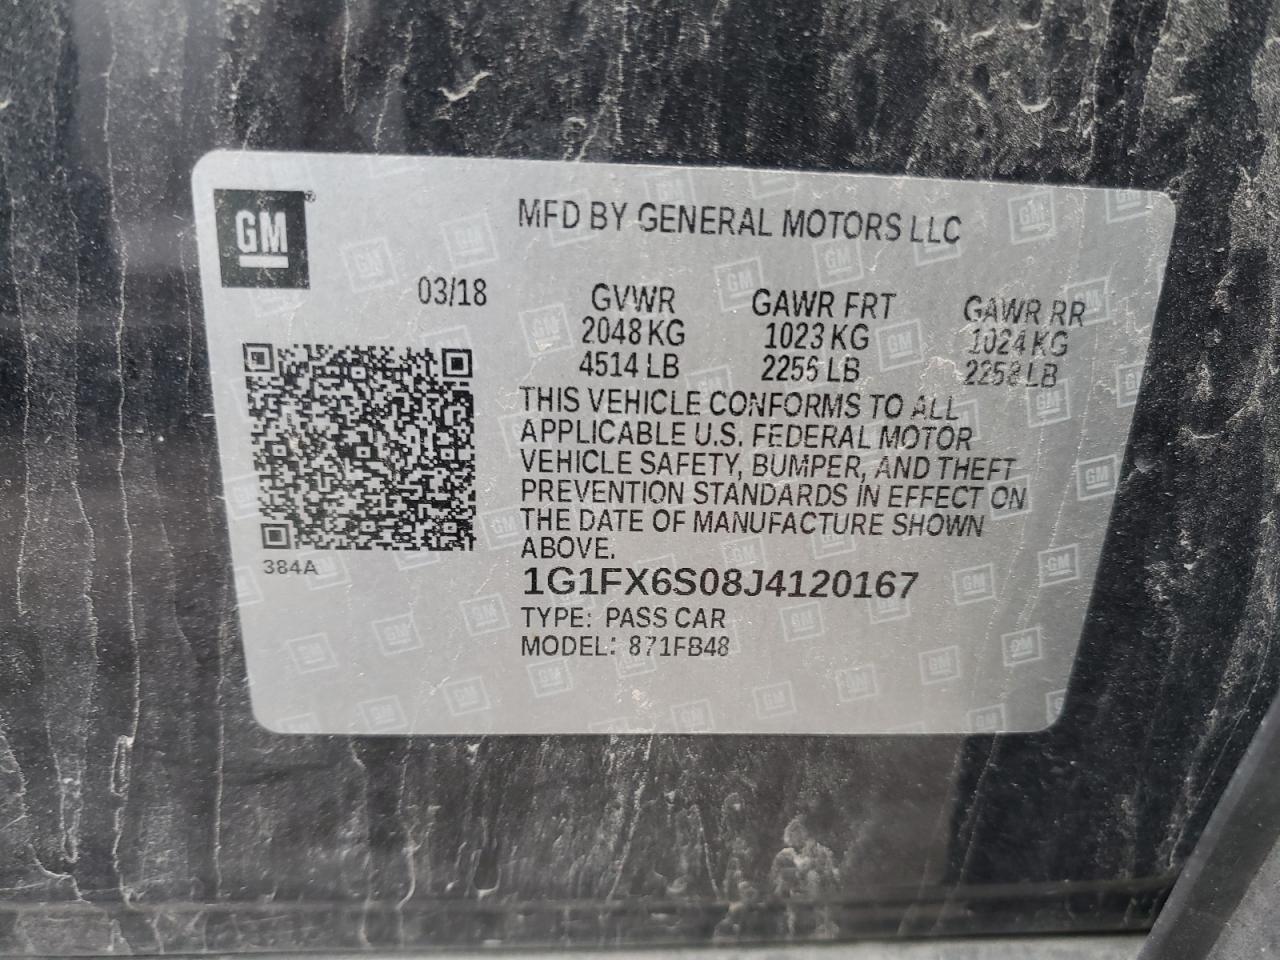 GM
MFD BY GENERAL MOTORS LLC
03/18
GVWR
2048 KG
4514 LB
GAWR FRT
1023 KG
2256 LB
GAWR RR
1024 KG
2258 LB
THIS VEHICLE CONFORMS TO ALL
APPLICABLE U.S. FEDERAL MOTOR
VEHICLE SAFETY, BUMPER, AND THEFT
PREVENTION STANDARDS IN EFFECT ON
THE DATE OF MANUFACTURE SHOWN
ABOVE.
384A
1G1FX6S08J4120167
TYPE: PASS CAR
MODEL: 871FB48